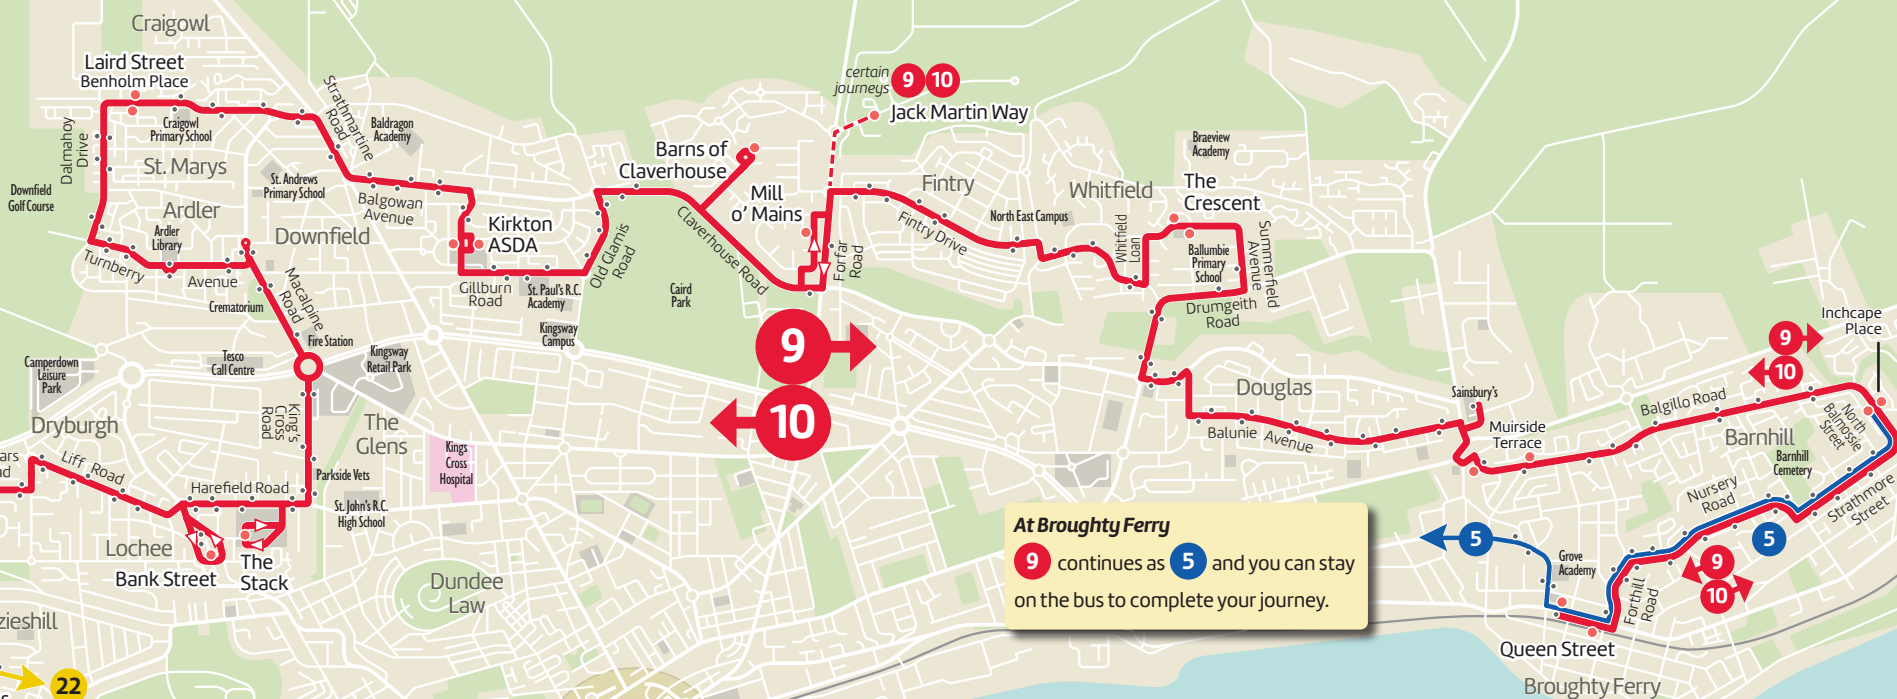 Craigowl
Laird Street
Benholm Place
Craigowl
Primary School
Dalmahoy
Drive
St. Marys
Downfield
Golf Course
Ardler
Ardler
Library
Turnberry
Avenue
Downfield
St. Andrews
Primary School
Strathmartine
Road
Baldragon
Academy
Balgowan
Avenue
Kirkton
ASDA
Gillburn
Road
St. Paul's R.C.
Academy
Kingsway
Campus
Old Glamis
Road
Caird
Park
Barns of
Claverhouse
Claverhouse Road
Mill
o' Mains
Forfar
Road
certain
journeys
9
10
Jack Martin Way
Fintry
Fintry Drive
North East Campus
Whitfield
Whitfield
Loan
Braeview
Academy
The
Crescent
Ballumbie
Primary
School
Summerfield
Avenue
Drumgeith
Road
Douglas
Balunie Avenue
Sainsbury's
Muirside
Terrace
Balgillo Road
Inchcape
Place
9
10
North
Balmossie
Street
Barnhill
Barnhill
Cemetery
Nursery
Road
Strathmore
Street
5
9
10
Forthill
Road
Grove
Academy
5
Queen Street
Broughty Ferry
Macalpine
Road
Crematorium
Fire Station
Tesco
Call Centre
Kingsway
Retail Park
Camperdown
Leisure
Park
Dryburgh
King's
Cross
Road
The
Glens
Kings
Cross
Hospital
ars
ad
Liff Road
Harefield Road
Parkside Vets
St. John's R.C.
High School
Lochee
Bank Street
The
Stack
Dundee
Law
zieshill
22
s
9
10
At Broughty Ferry
9 continues as 5 and you can stay
on the bus to complete your journey.